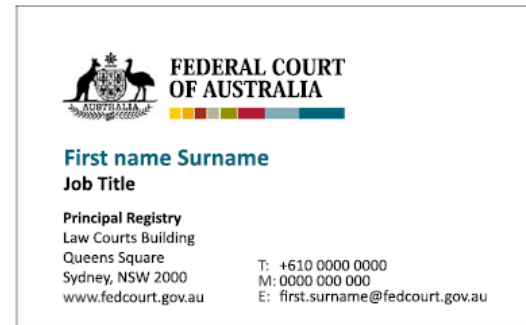 FEDERAL COURT
OF AUSTRALIA
AUSTRALIA
First name Surname
Job Title
Principal Registry
Law Courts Building
Queens Square
Sydney, NSW 2000
www.fedcourt.gov.au
T: +610 0000 0000
M: 0000 000 000
E: first.surname@fedcourt.gov.au